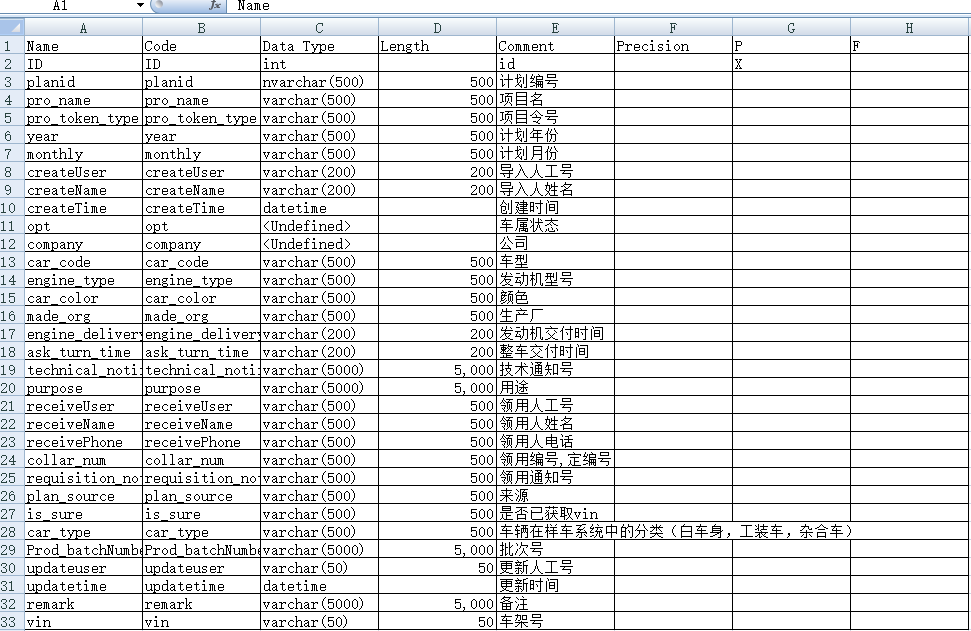 A1 fx Name
A B C D E F G H
1 Name Code Data Type Length Comment Precision P F
2 ID ID int id X
3 planid planid nvarchar(500) 500 计划编号
4 pro_name pro_name varchar(500) 500 项目名
5 pro_token_type pro_token_type varchar(500) 500 项目令号
6 year year varchar(500) 500 计划年份
7 monthly monthly varchar(500) 500 计划月份
8 createUser createUser varchar(200) 200 导入人工号
9 createName createName varchar(200) 200 导入人姓名
10 createTime createTime datetime 创建时间
11 opt opt <Undefined> 车属状态
12 company company <Undefined> 公司
13 car_code car_code varchar(500) 500 车型
14 engine_type engine_type varchar(500) 500 发动机型号
15 car_color car_color varchar(500) 500 颜色
16 made_org made_org varchar(500) 500 生产厂
17 engine_delivery engine_delivery varchar(200) 200 发动机交付时间
18 ask_turn_time ask_turn_time varchar(200) 200 整车交付时间
19 technical_noti technical_noti varchar(5000) 5,000 技术通知号
20 purpose purpose varchar(5000) 5,000 用途
21 receiveUser receiveUser varchar(500) 500 领用人工号
22 receiveName receiveName varchar(500) 500 领用人姓名
23 receivePhone receivePhone varchar(500) 500 领用人电话
24 collar_num collar_num varchar(500) 500 领用编号,定编号
25 requisition_no requisition_no varchar(500) 500 领用通知号
26 plan_source plan_source varchar(500) 500 来源
27 is_sure is_sure varchar(500) 500 是否已获取vin
28 car_type car_type varchar(500) 500 车辆在样车系统中的分类（白车身，工装车，杂合车）
29 Prod_batchNumbe Prod_batchNumbe varchar(5000) 5,000 批次号
30 updateuser updateuser varchar(50) 50 更新人工号
31 updatetime updatetime datetime 更新时间
32 remark remark varchar(5000) 5,000 备注
33 vin vin varchar(50) 50 车架号